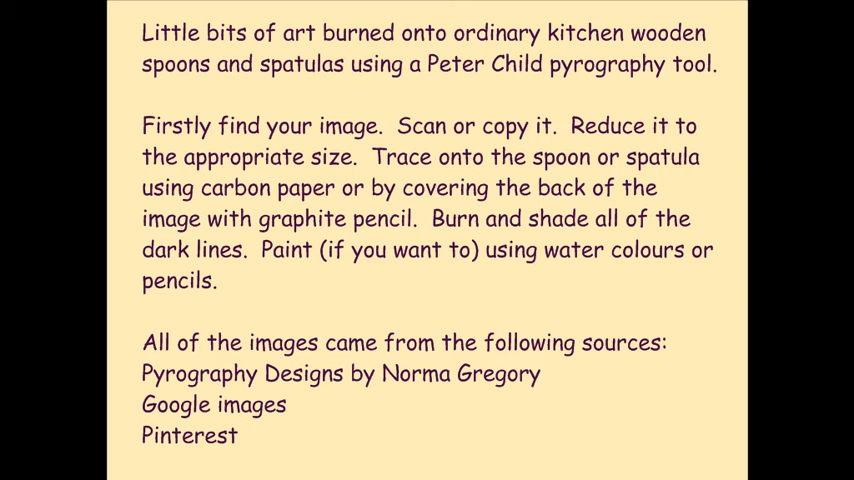 Little bits of art burned onto ordinary kitchen wooden
spoons and spatulas using a Peter Child pyrography tool.
Firstly find your image.  Scan or copy it.  Reduce it to
the appropriate size.  Trace onto the spoon or spatula
using carbon paper or by covering the back of the
image with graphite pencil.  Burn and shade all of the
dark lines.  Paint (if you want to) using water colours or
pencils.
All of the images came from the following sources:
Pyrography Designs by Norma Gregory
Google images
Pinterest